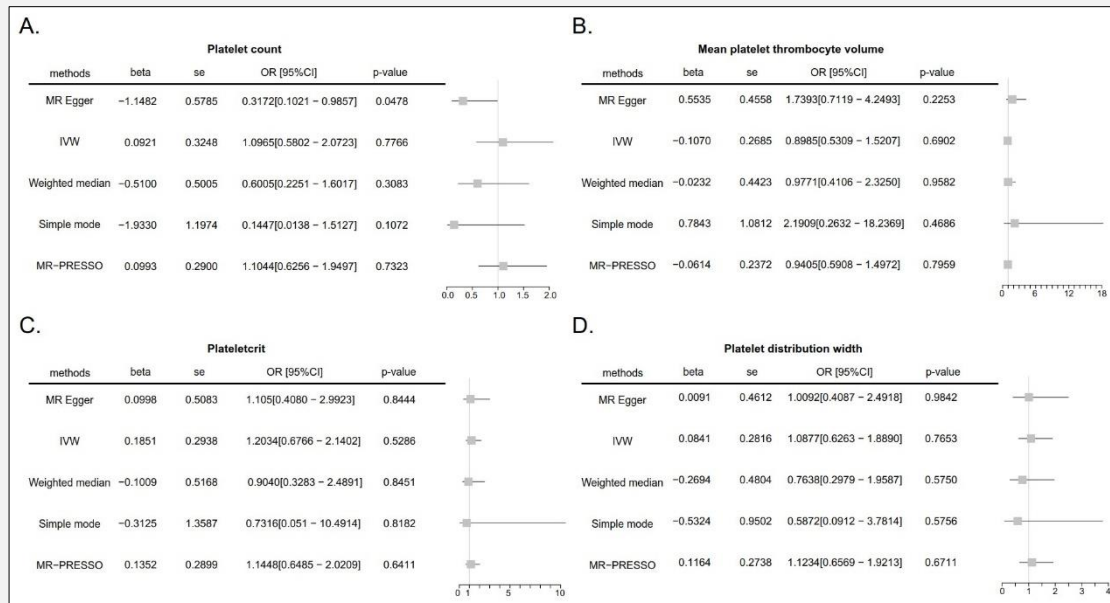 A.
Platelet count
methods beta se OR [95%CI] p-value
MR Egger −1.1482 0.5785 0.3172[0.1021 − 0.9857] 0.0478
IVW 0.0921 0.3248 1.0965[0.5802 − 2.0723] 0.7766
Weighted median −0.5100 0.5005 0.6005[0.2251 − 1.6017] 0.3083
Simple mode −1.9330 1.1974 0.1447[0.0138 − 1.5127] 0.1072
MR−PRESSO 0.0993 0.2900 1.1044[0.6256 − 1.9497] 0.7323
0.0 0.5 1.0 1.5 2.0
B.
Mean platelet thrombocyte volume
methods beta se OR [95%CI] p-value
MR Egger 0.5535 0.4558 1.7393[0.7119 − 4.2493] 0.2253
IVW −0.1070 0.2685 0.8985[0.5309 − 1.5207] 0.6902
Weighted median −0.0232 0.4423 0.9771[0.4106 − 2.3250] 0.9582
Simple mode 0.7843 1.0812 2.1909[0.2632 − 18.2369] 0.4686
MR−PRESSO −0.0614 0.2372 0.9405[0.5908 − 1.4972] 0.7959
0 6 12 18
C.
Plateletcrit
methods beta se OR [95%CI] p-value
MR Egger 0.0998 0.5083 1.105[0.4080 − 2.9923] 0.8444
IVW 0.1851 0.2938 1.2034[0.6766 − 2.1402] 0.5286
Weighted median −0.1009 0.5168 0.9040[0.3283 − 2.4891] 0.8451
Simple mode −0.3125 1.3587 0.7316[0.051 − 10.4914] 0.8182
MR−PRESSO 0.1352 0.2899 1.1448[0.6485 − 2.0209] 0.6411
0 1 5 10
D.
Platelet distribution width
methods beta se OR [95%CI] p-value
MR Egger 0.0091 0.4612 1.0092[0.4087 − 2.4918] 0.9842
IVW 0.0841 0.2816 1.0877[0.6263 − 1.8890] 0.7653
Weighted median −0.2694 0.4804 0.7638[0.2979 − 1.9587] 0.5750
Simple mode −0.5324 0.9502 0.5872[0.0912 − 3.7814] 0.5756
MR−PRESSO 0.1164 0.2738 1.1234[0.6569 − 1.9213] 0.6711
0 1 2 3 4